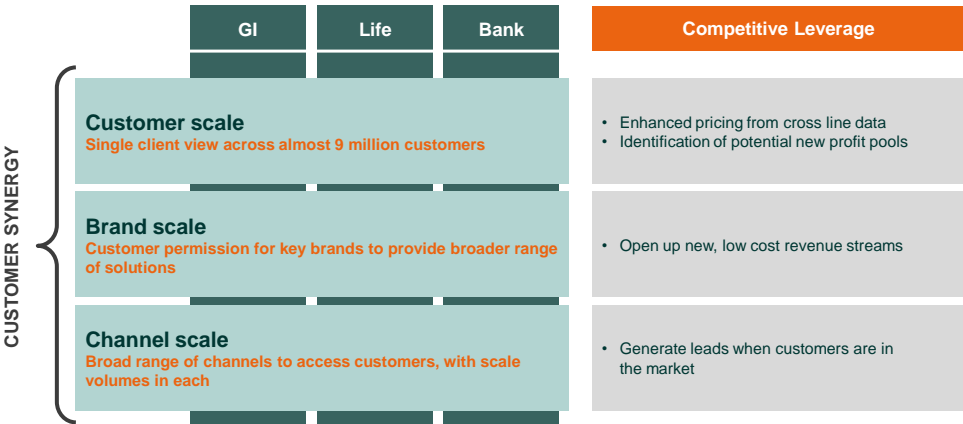 GI
Life
Bank
Competitive Leverage
CUSTOMER SYNERGY
Customer scale
Single client view across almost 9 million customers
• Enhanced pricing from cross line data
• Identification of potential new profit pools
Brand scale
Customer permission for key brands to provide broader range
of solutions
• Open up new, low cost revenue streams
Channel scale
Broad range of channels to access customers, with scale
volumes in each
• Generate leads when customers are in
the market